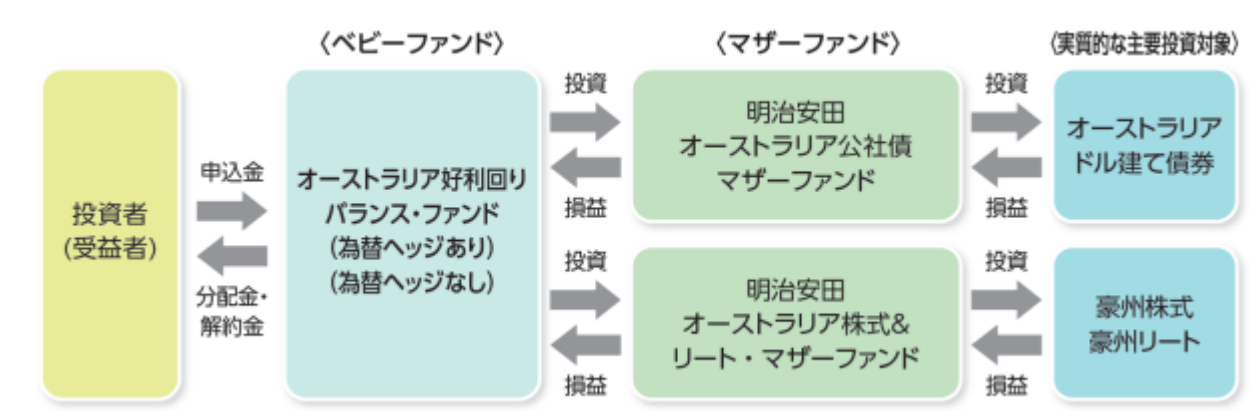 〈ベビーファンド〉
〈マザーファンド〉
〈実質的な主要投資対象〉
投資者
(受益者)
申込金
分配金・
解約金
オーストラリア好利回り
バランス・ファンド
(為替ヘッジあり)
(為替ヘッジなし)
投資
損益
明治安田
オーストラリア公社債
マザーファンド
投資
損益
オーストラリア
ドル建て債券
投資
損益
明治安田
オーストラリア株式&
リート・マザーファンド
投資
損益
豪州株式
豪州リート